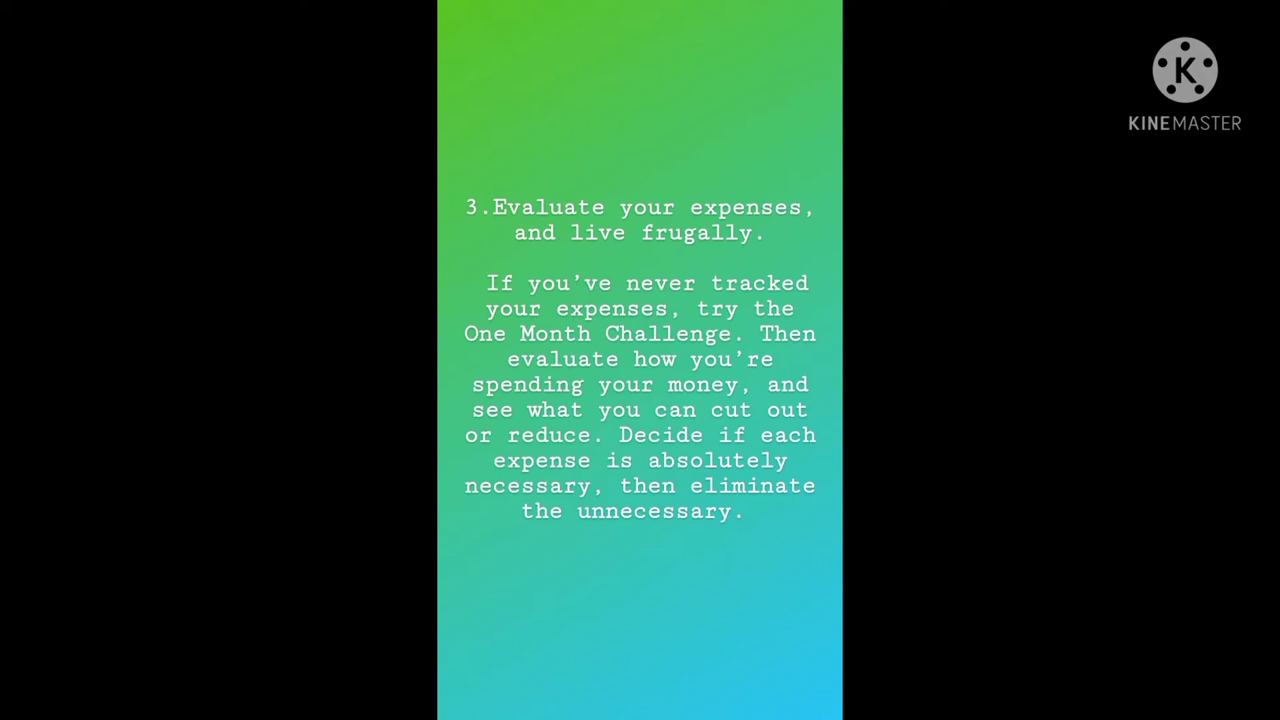 3.Evaluate your expenses,
and live frugally.
If you’ve never tracked
your expenses, try the
One Month Challenge. Then
evaluate how you’re
spending your money, and
see what you can cut out
or reduce. Decide if each
expense is absolutely
necessary, then eliminate
the unnecessary.
K
KINEMASTER